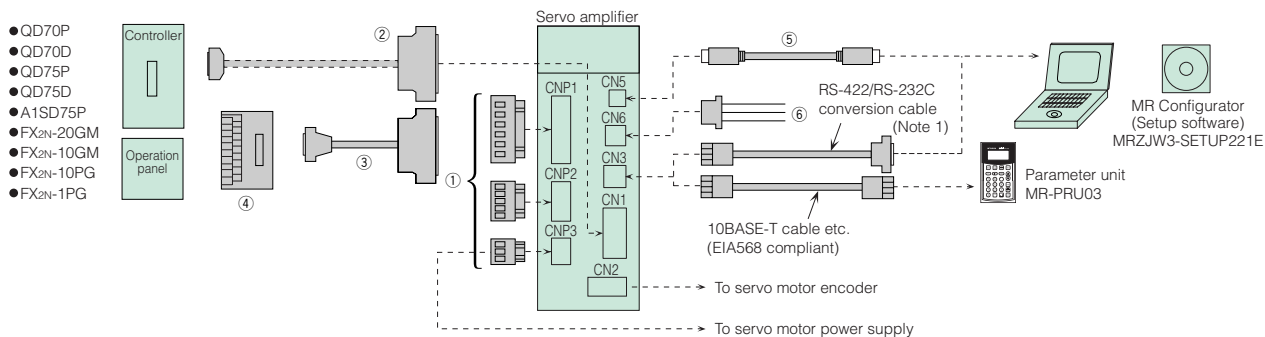 ● QD70P
● QD70D
● QD75P
● QD75D
● A1SD75P
● FX2N-20GM
● FX2N-10GM
● FX2N-10PG
● FX2N-1PG
Controller
Operation
panel
②
③
④
①
Servo amplifier
CNP1
CNP2
CNP3
CN5
CN6
CN3
CN1
CN2
⑤
⑥
RS-422/RS-232C
conversion cable
(Note 1)
10BASE-T cable etc.
(EIA568 compliant)
MR Configurator
(Setup software)
MRZJW3-SETUP221E
Parameter unit
MR-PRU03
To servo motor encoder
To servo motor power supply